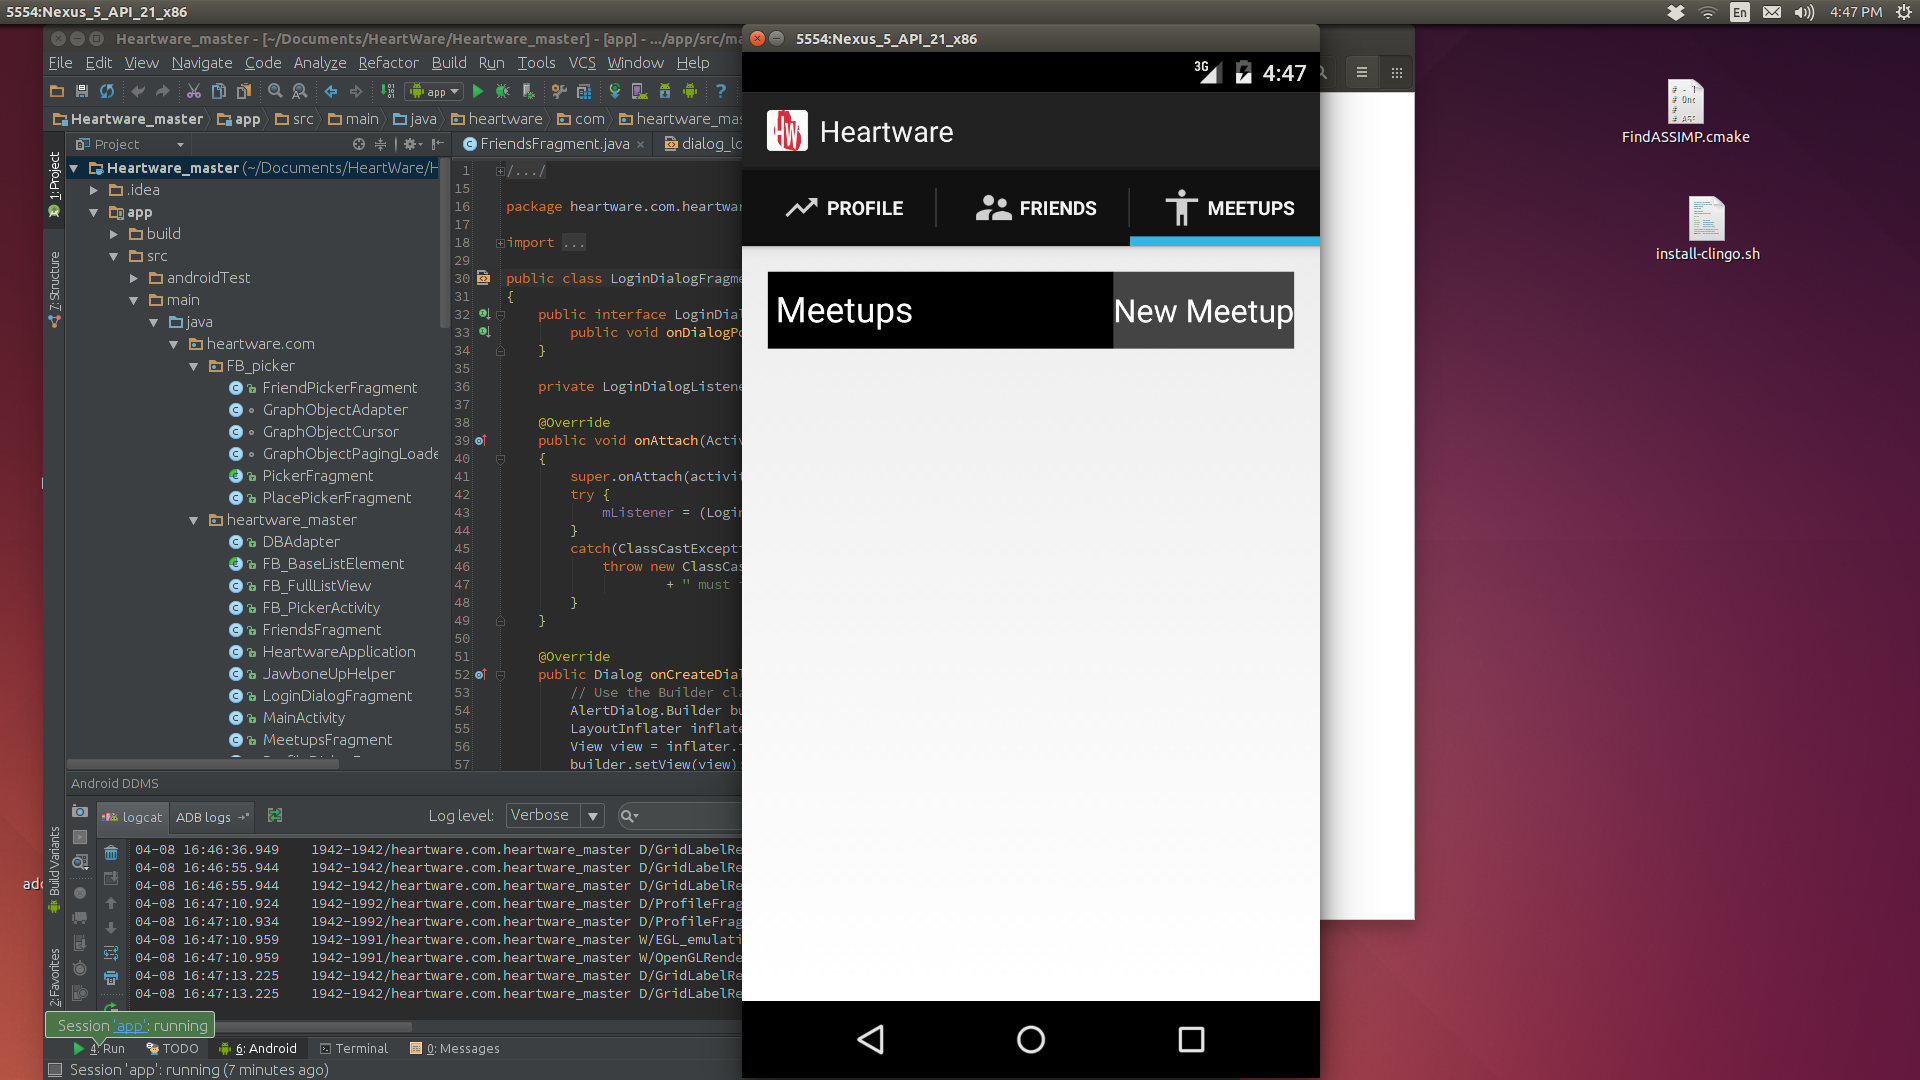 5554:Nexus_5_API_21_x86
En
4:47 PM
Heartware_master - [~/Documents/HeartWare/Heartware_master] - [app] - .../app/src/ma
File Edit View Navigate Code Analyze Refactor Build Run Tools VCS Window Help
app
Heartware_master app src main java heartware com heartware_mas
Project
FriendsFragment.java
dialog_lo
1: Project
7: Structure
Build Variants
2: Favorites
Heartware_master (~/Documents/HeartWare/H
.idea
app
build
src
androidTest
main
java
heartware.com
FB_picker
FriendPickerFragment
GraphObjectAdapter
GraphObjectCursor
GraphObjectPagingLoade
PickerFragment
PlacePickerFragment
heartware_master
DBAdapter
FB_BaseListElement
FB_FullListView
FB_PickerActivity
FriendsFragment
HeartwareApplication
JawboneUpHelper
LoginDialogFragment
MainActivity
MeetupsFragment
1 /.../
15
16 package heartware.com.heartwar
17
18 import ...
29
30 public class LoginDialogFragme
31 {
32 public interface LoginDial
33 public void onDialogPo
34 }
35
36 private LoginDialogListene
37
38 @Override
39 public void onAttach(Activ
40 {
41 super.onAttach(activit
42 try {
43 mListener = (Login
44 }
45 catch(ClassCastExcepti
46 throw new ClassCas
47 + " must
48 }
49 }
50
51 @Override
52 public Dialog onCreateDial
53 // Use the Builder cla
54 AlertDialog.Builder bu
55 LayoutInflater inflate
56 View view = inflater.
57 builder.setView(view)
Android DDMS
logcat
ADB logs
Log level:
Verbose
04-08 16:46:36.949 1942-1942/heartware.com.heartware_master D/GridLabelRe
04-08 16:46:55.944 1942-1942/heartware.com.heartware_master D/GridLabelRe
04-08 16:46:55.944 1942-1942/heartware.com.heartware_master D/GridLabelRe
04-08 16:47:10.924 1942-1992/heartware.com.heartware_master D/ProfileFrag
04-08 16:47:10.934 1942-1992/heartware.com.heartware_master D/ProfileFrag
04-08 16:47:10.959 1942-1991/heartware.com.heartware_master W/EGL_emulati
04-08 16:47:10.959 1942-1991/heartware.com.heartware_master W/OpenGLRende
04-08 16:47:13.225 1942-1942/heartware.com.heartware_master D/GridLabelRe
04-08 16:47:13.225 1942-1942/heartware.com.heartware_master D/GridLabelRe
Session 'app': running
4: Run TODO 6: Android Terminal 0: Messages
Session 'app': running (7 minutes ago)
5554:Nexus_5_API_21_x86
3G
4:47
HW
Heartware
PROFILE
FRIENDS
MEETUPS
Meetups
New Meetup
FindASSIMP.cmake
install-clingo.sh